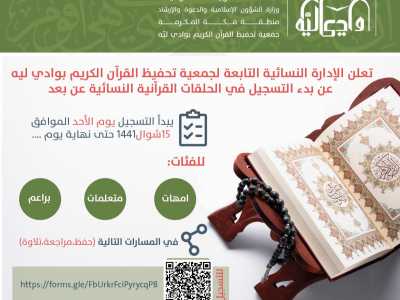 وزارة الشؤون الإسلامية والدعوة والإرشاد
منطقة مكة المكرمة
جمعية تحفيظ القرآن الكريم بوادي ليه
تعلن الإدارة النسائية التابعة لجمعية تحفيظ القرآن الكريم بوادي ليه
عن بدء التسجيل في الحلقات القرآنية النسائية عن بعد
يبدأ التسجيل يوم الأحد الموافق
15شوال1441 حتى نهاية يوم ....
للفئات:
امهات
متعلمات
براعم
في المسارات التالية (حفظ،مراجعة،تلاوة)
للتسجيل
https://forms.gle/FbUrkrFciPyrycqP8